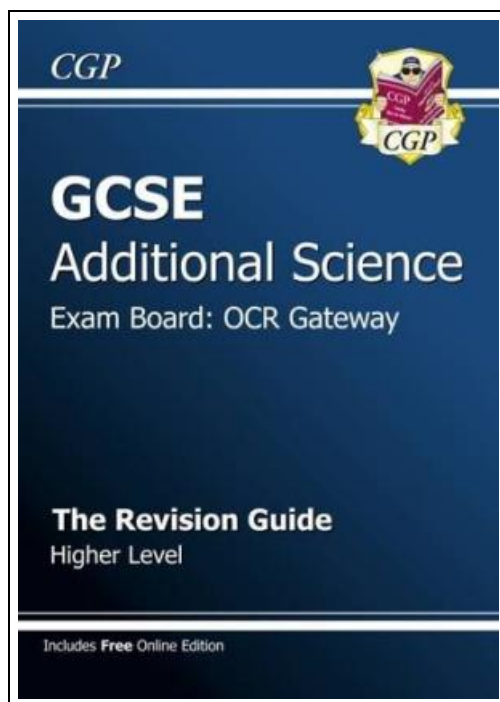 CGP
CGP
CGP
GCSE
Additional Science
Exam Board: OCR Gateway
The Revision Guide
Higher Level
Includes Free Online Edition